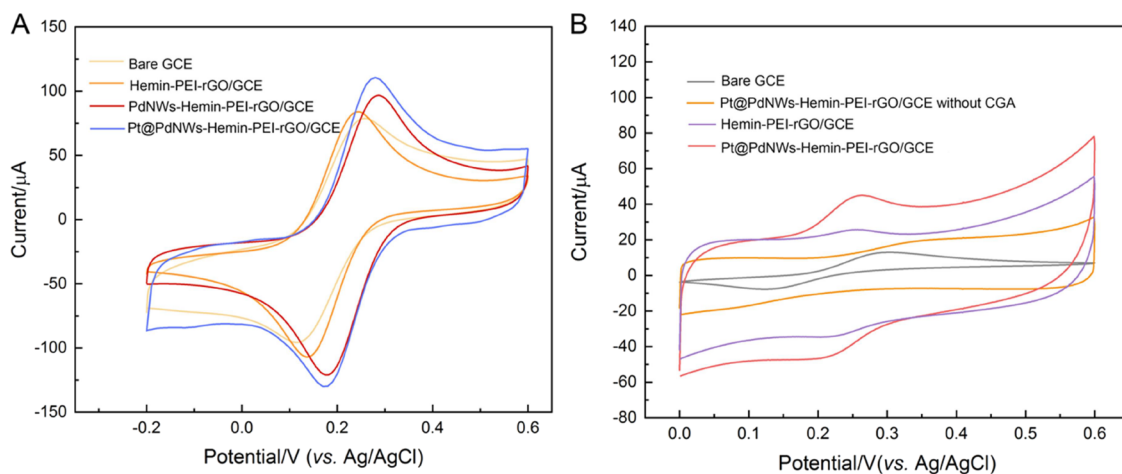 A
150
100
50
0
-50
-100
-150
-0.2
0.0
0.2
0.4
0.6
Current/μA
Potential/V (vs. Ag/AgCl)
Bare GCE
Hemin-PEI-rGO/GCE
PdNWs-Hemin-PEI-rGO/GCE
Pt@PdNWs-Hemin-PEI-rGO/GCE
B
140
120
100
80
60
40
20
0
-20
-40
-60
-80
0.0
0.1
0.2
0.3
0.4
0.5
0.6
Current/μA
Potential/V(vs. Ag/AgCl)
Bare GCE
Pt@PdNWs-Hemin-PEI-rGO/GCE without CGA
Hemin-PEI-rGO/GCE
Pt@PdNWs-Hemin-PEI-rGO/GCE